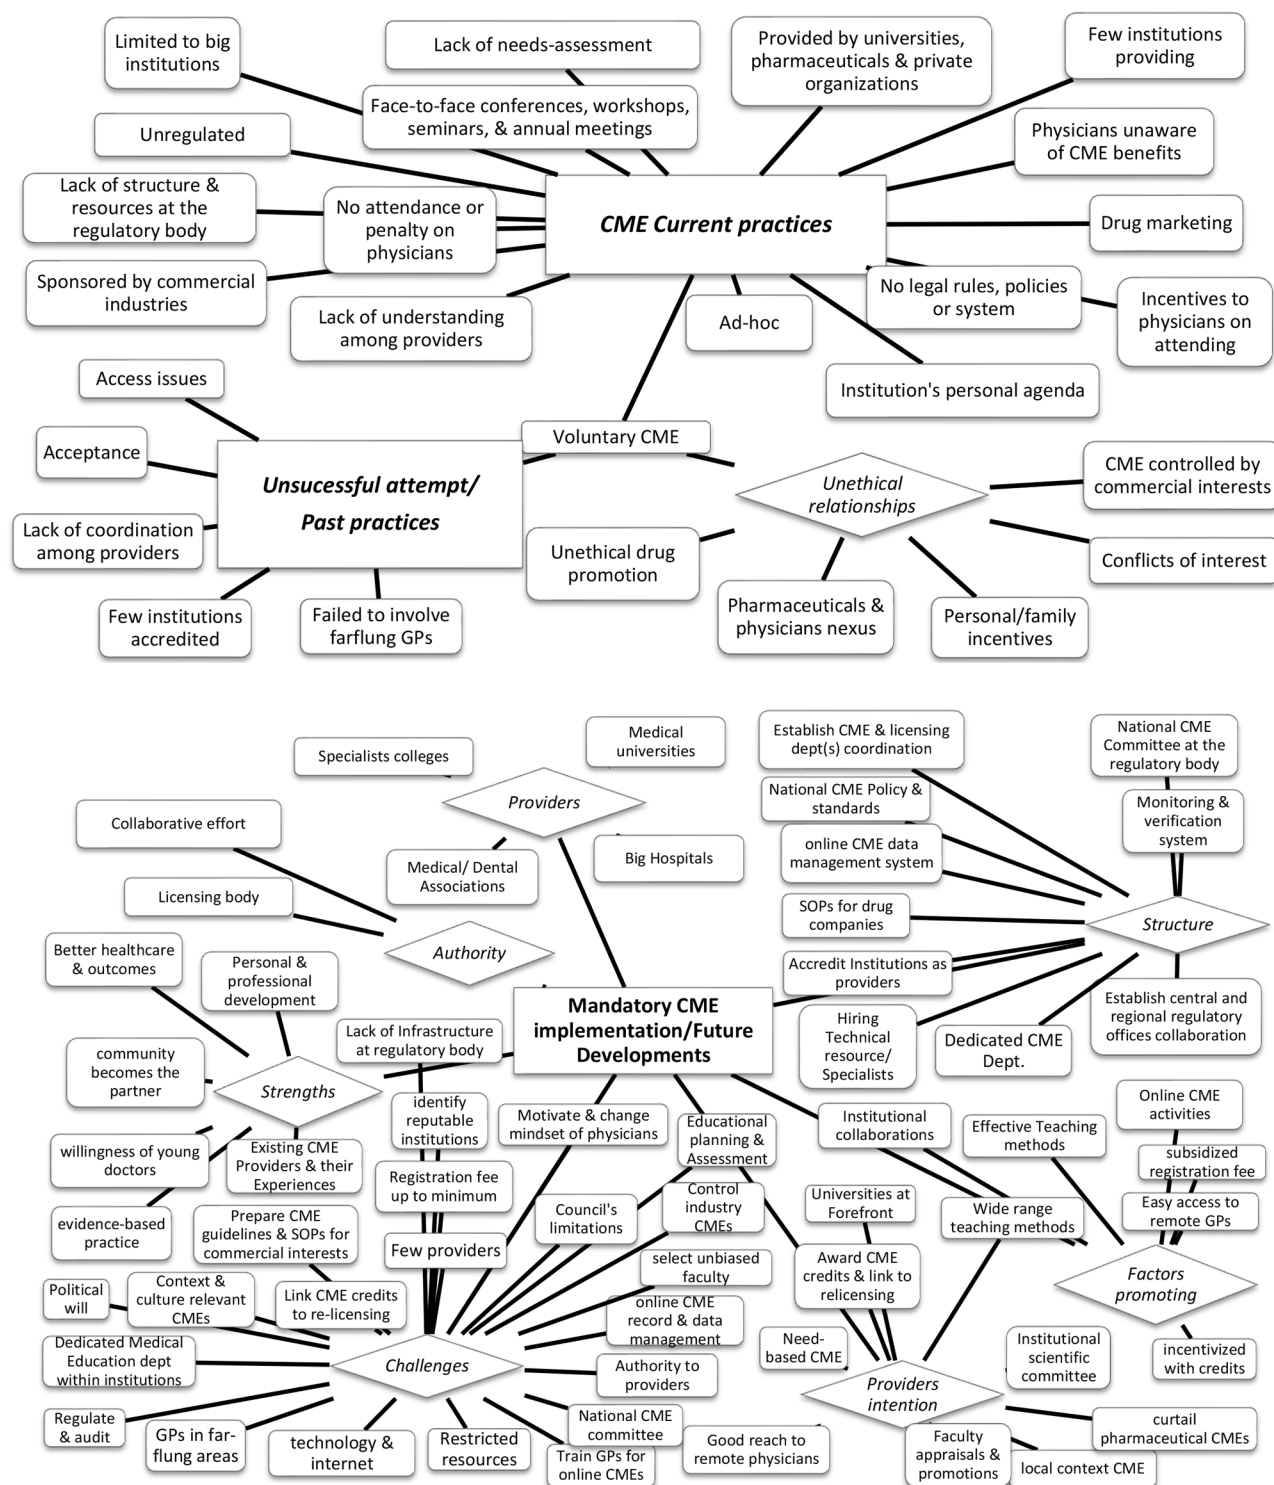 Limited to big
institutions
Lack of needs-assessment
Provided by universities,
pharmaceuticals & private
organizations
Few institutions
providing
Face-to-face conferences, workshops,
seminars, & annual meetings
Unregulated
Physicians unaware
of CME benefits
Lack of structure &
resources at the
regulatory body
No attendance or
penalty on
physicians
CME Current practices
Drug marketing
Sponsored by commercial
industries
Lack of understanding
among providers
Ad-hoc
No legal rules, policies
or system
Incentives to
physicians on
attending
Institution's personal agenda
Access issues
Voluntary CME
Acceptance
Unsucessful attempt/
Past practices
Unethical
relationships
CME controlled by
commercial interests
Lack of coordination
among providers
Unethical drug
promotion
Conflicts of interest
Few institutions
accredited
Failed to involve
farflung GPs
Pharmaceuticals &
physicians nexus
Personal/family
incentives
Specialists colleges
Medical
universities
Establish CME & licensing
dept(s) coordination
National CME
Committee at the
regulatory body
Providers
National CME Policy &
standards
Monitoring &
verification
system
Collaborative effort
online CME data
management system
Medical/ Dental
Associations
Big Hospitals
Licensing body
SOPs for drug
companies
Structure
Authority
Better healthcare
& outcomes
Personal &
professional
development
Accredit Institutions as
providers
Mandatory CME
implementation/Future
Developments
Establish central and
regional regulatory
offices collaboration
Lack of Infrastructure
at regulatory body
Hiring
Technical
resource/
Specialists
Dedicated CME
Dept.
community
becomes the
partner
Strengths
identify
reputable
institutions
Motivate & change
mindset of physicians
Educational
planning &
Assessment
Institutional
collaborations
Effective Teaching
methods
Online CME
activities
willingness of young
doctors
Existing CME
Providers & their
Experiences
subsidized
registration fee
Registration fee
up to minimum
Control
industry
CMEs
Universities at
Forefront
Wide range
teaching methods
Easy access to
remote GPs
evidence-based
practice
Prepare CME
guidelines & SOPs for
commercial interests
Council's
limitations
Few providers
select unbiased
faculty
Award CME
credits & link to
relicensing
Factors
promoting
Political
will
Context &
culture relevant
CMEs
Link CME credits
to re-licensing
online CME
record & data
management
Need-
based CME
Institutional
scientific
committee
incentivized
with credits
Dedicated Medical
Education dept
within institutions
Challenges
Authority to
providers
Providers
intention
Regulate
& audit
GPs in far-
flung areas
technology &
internet
Restricted
resources
National CME
committee
Train GPs for
online CMEs
Good reach to
remote physicians
Faculty
appraisals &
promotions
local context CME
curtail
pharmaceutical CMEs